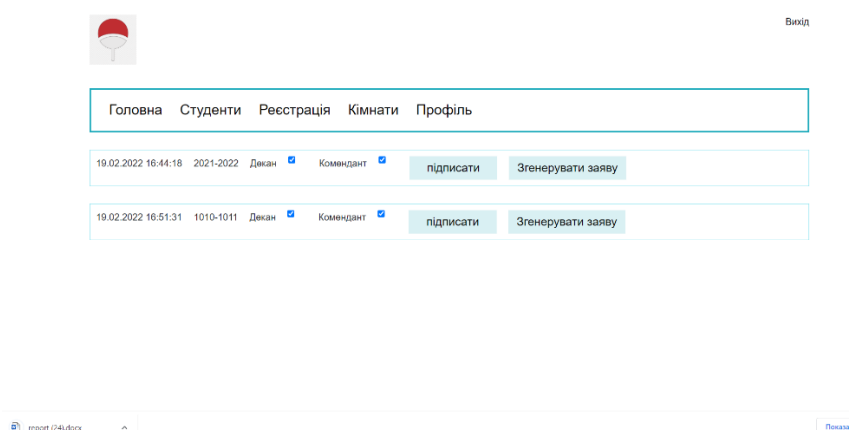 Вихід
Головна Студенти Реєстрація Кімнати Профіль
19.02.2022 16:44:18 2021-2022 Декан Комендант підписати Згенерувати заяву
19.02.2022 16:51:31 1010-1011 Декан Комендант підписати Згенерувати заяву
report (24).docx